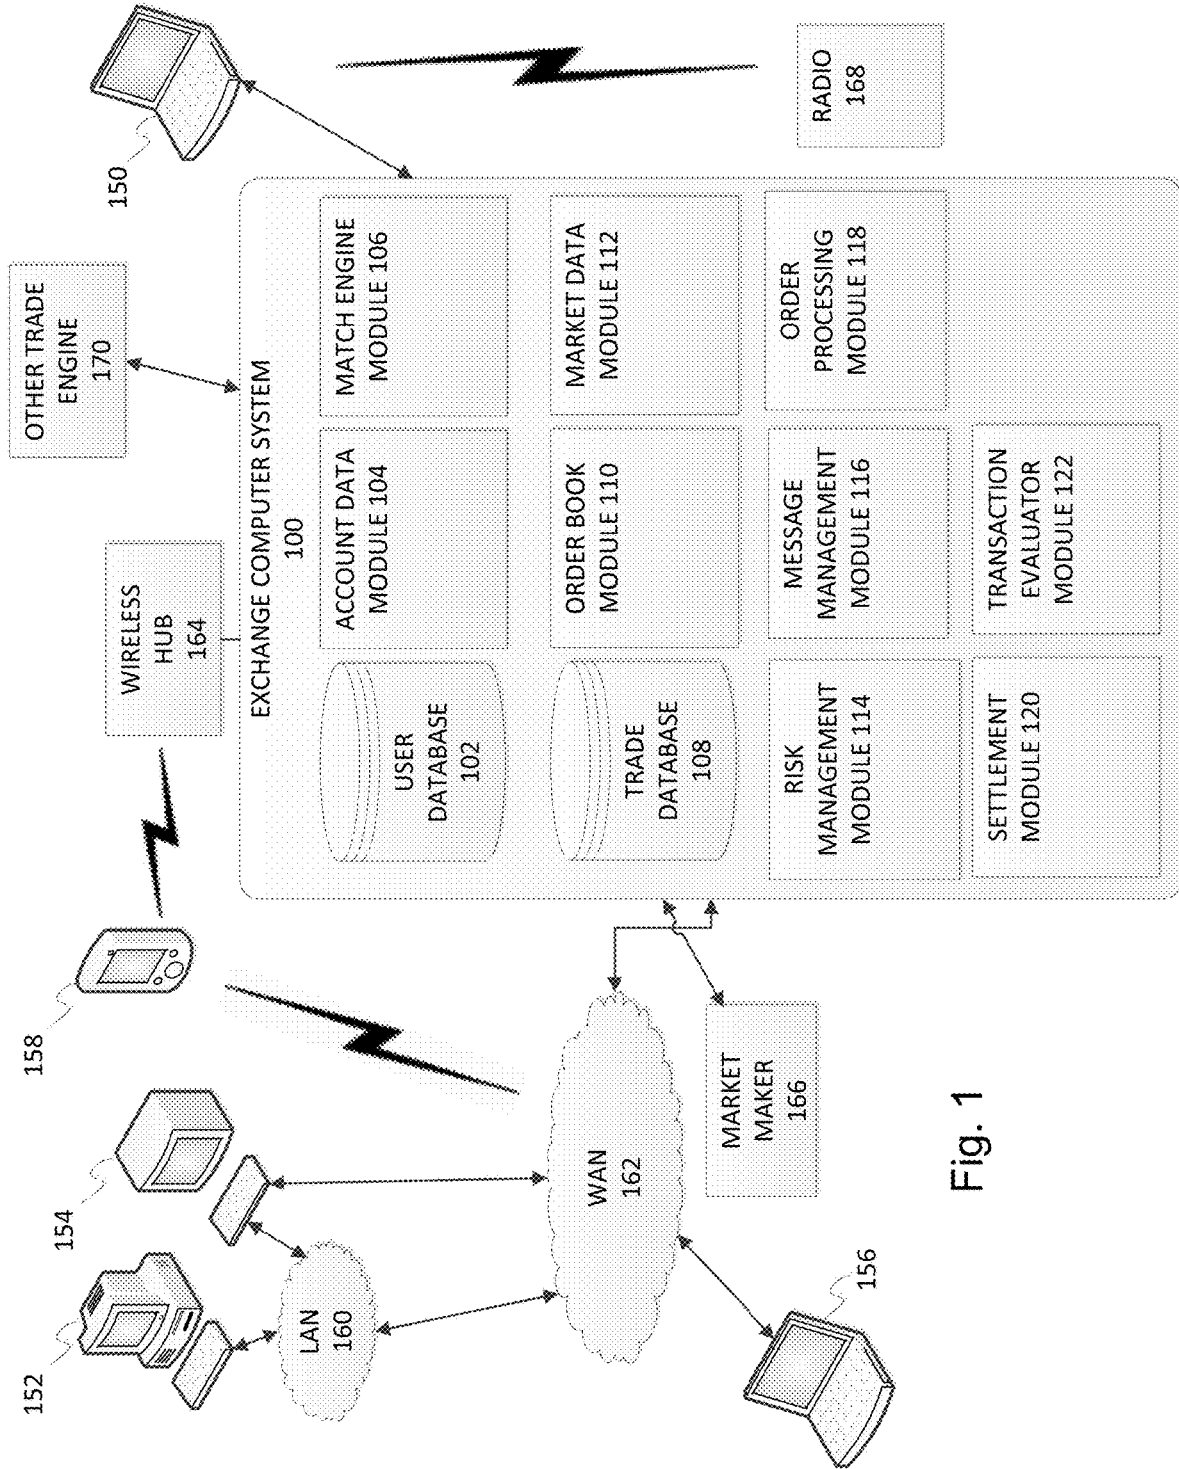 152
154
158
LAN
160
WAN
162
156
MARKET
MAKER
166
WIRELESS
HUB
164
OTHER TRADE
ENGINE
170
150
RADIO
168
EXCHANGE COMPUTER SYSTEM
100
USER
DATABASE
102
ACCOUNT DATA
MODULE 104
MATCH ENGINE
MODULE 106
TRADE
DATABASE
108
ORDER BOOK
MODULE 110
MARKET DATA
MODULE 112
RISK
MANAGEMENT
MODULE 114
MESSAGE
MANAGEMENT
MODULE 116
ORDER
PROCESSING
MODULE 118
SETTLEMENT
MODULE 120
TRANSACTION
EVALUATOR
MODULE 122
Fig. 1